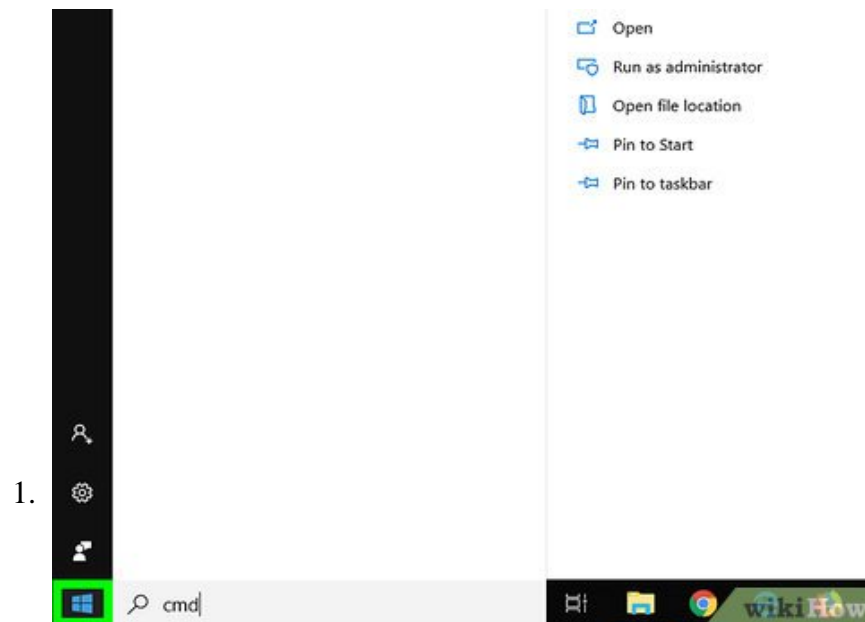 Open
Run as administrator
Open file location
Pin to Start
Pin to taskbar
1.
cmd
wikiHow